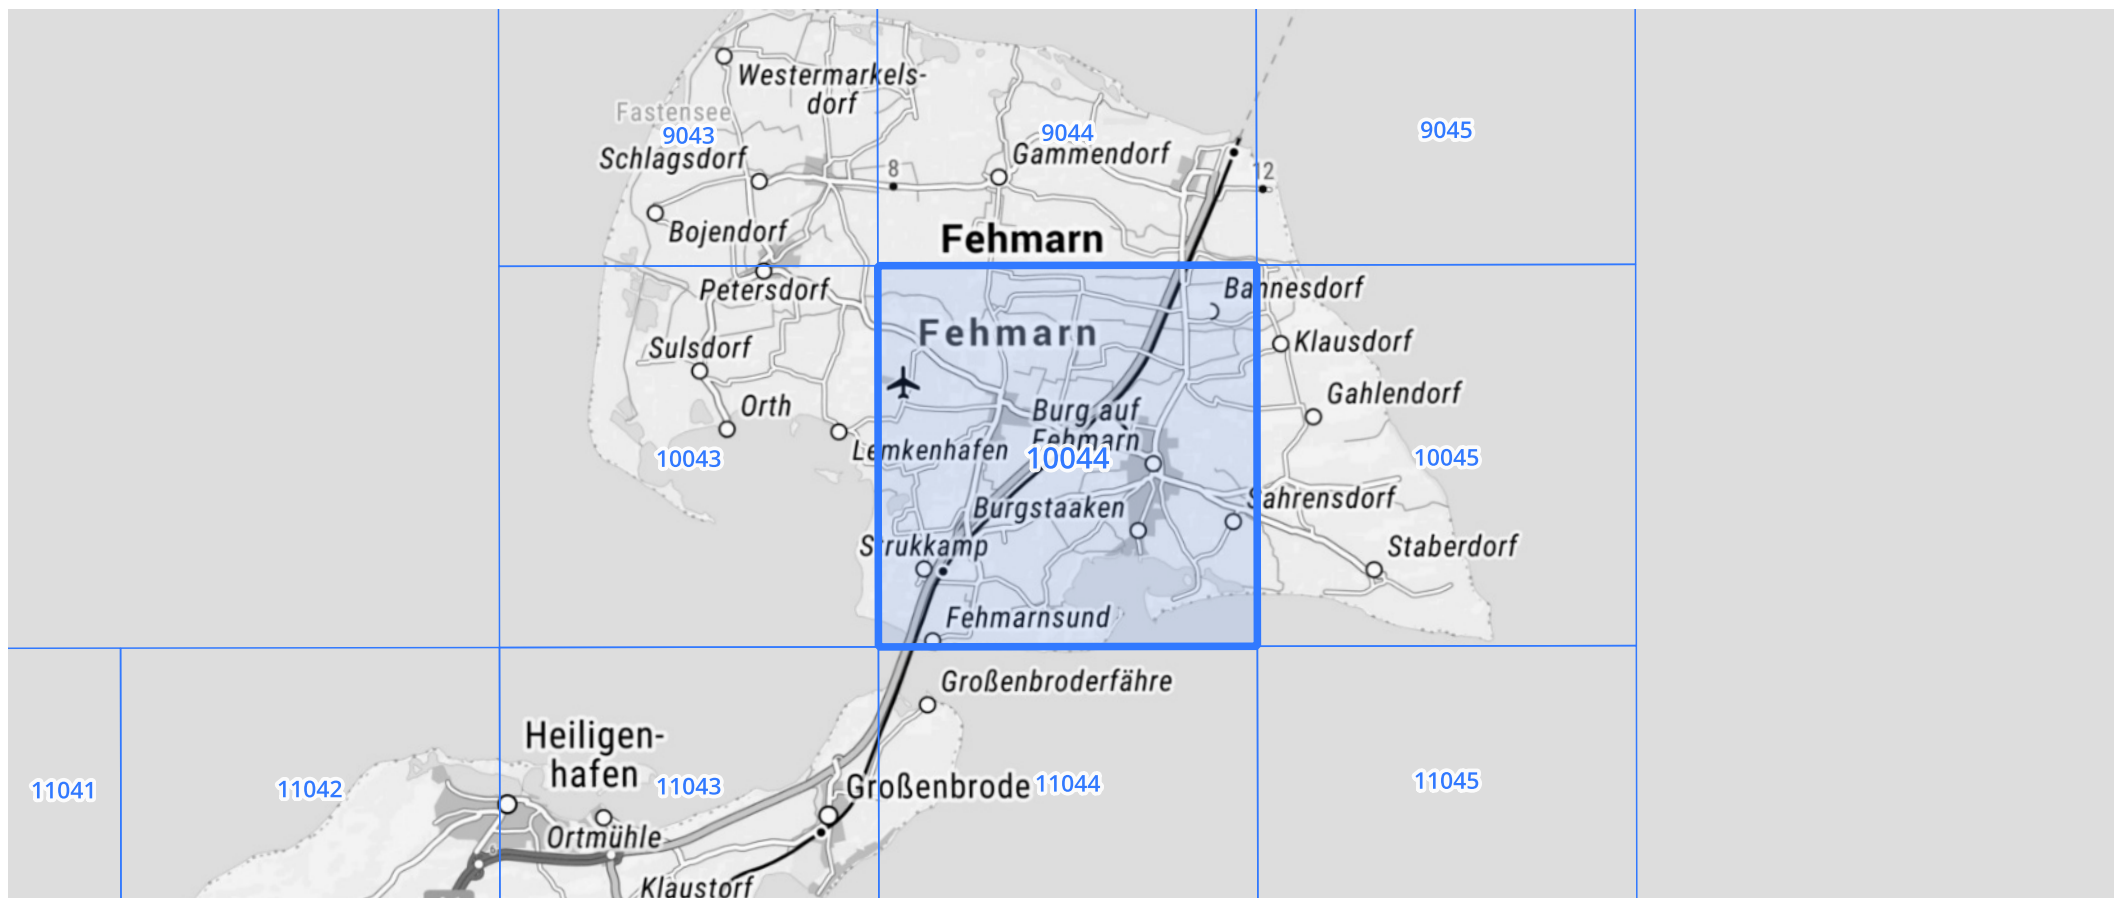 Westermarkels-
dorf
Fastensee
9043
9044
9045
Schlagsdorf
Gammendorf
8
12
Bojendorf
Fehmarn
Petersdorf
Bannesdorf
Fehmarn
Sulsdorf
Klausdorf
Orth
Burg auf
Fehmarn
Gahlendorf
Lemkenhafen
10043
10044
10045
Burgstaaken
Sahrensdorf
Strukkamp
Staberdorf
Fehmarnsund
Großenbroderfähre
Heiligen-
hafen
11041
11042
11043
Großenbrode
11044
11045
Ortmühle
Klaustorf